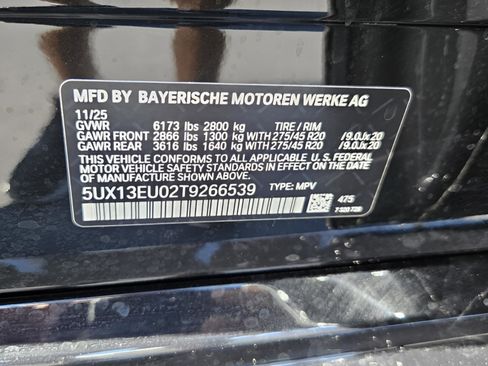 MFD BY BAYERISCHE MOTOREN WERKE AG
11/25
GVWR 6173 lbs 2800 kg TIRE / RIM
GAWR FRONT 2866 lbs 1300 kg WITH 275/45 R20 /9.0Jx20
GAWR REAR 3616 lbs 1640 kg WITH 275/45 R20 /9.0Jx20
THIS VEHICLE CONFORMS TO ALL APPLICABLE U. S. FEDERAL
MOTOR VEHICLE SAFETY STANDARDS IN EFFECT ON THE DATE
OF MANUFACTURE SHOWN ABOVE.
5UX13EU02T9266539 TYPE: MPV
475